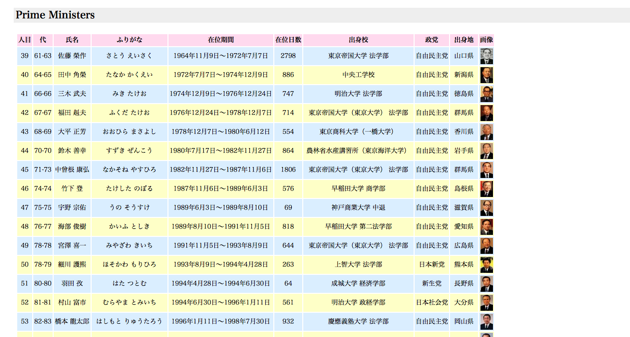 Prime Ministers
人目 代 氏名 ふりがな 在位期間 在位日数 出身校 政党 出身地 画像
39 61-63 佐藤 榮作 さとう えいさく 1964年11月9日〜1972年7月7日 2798 東京帝国大学 法学部 自由民主党 山口県
40 64-65 田中 角榮 たなか かくえい 1972年7月7日〜1974年12月9日 886 中央工学校 自由民主党 新潟県
41 66-66 三木 武夫 みき たけお 1974年12月9日〜1976年12月24日 747 明治大学 法学部 自由民主党 徳島県
42 67-67 福田 赳夫 ふくだ たけお 1976年12月24日〜1978年12月7日 714 東京帝国大学（東京大学） 法学部 自由民主党 群馬県
43 68-69 大平 正芳 おおひら まさよし 1978年12月7日〜1980年6月12日 554 東京商科大学（一橋大学） 自由民主党 香川県
44 70-70 鈴木 善幸 すずき ぜんこう 1980年7月17日〜1982年11月27日 864 農林省水産講習所（東京海洋大学） 自由民主党 岩手県
45 71-73 中曽根 康弘 なかそね やすひろ 1982年11月27日〜1987年11月6日 1806 東京帝国大学（東京大学） 法学部 自由民主党 群馬県
46 74-74 竹下 登 たけした のぼる 1987年11月6日〜1989年6月3日 576 早稲田大学 商学部 自由民主党 島根県
47 75-75 宇野 宗佑 うの そうすけ 1989年6月3日〜1989年8月10日 69 神戸商業大学 中退 自由民主党 滋賀県
48 76-77 海部 俊樹 かいふ としき 1989年8月10日〜1991年11月5日 818 早稲田大学 第二法学部 自由民主党 愛知県
49 78-78 宮澤 喜一 みやざわ きいち 1991年11月5日〜1993年8月9日 644 東京帝国大学（東京大学） 法学部 自由民主党 広島県
50 78-79 細川 護熙 ほそかわ もりひろ 1993年8月9日〜1994年4月28日 263 上智大学 法学部 日本新党 熊本県
51 80-80 羽田 孜 はた つとむ 1994年4月28日〜1994年6月30日 64 成城大学 経済学部 新生党 長野県
52 81-81 村山 富市 むらやま とみいち 1994年6月30日〜1996年1月11日 561 明治大学 政経学部 日本社会党 大分県
53 82-83 橋本 龍太郎 はしもと りゅうたろう 1996年1月11日〜1998年7月30日 932 慶應義塾大学 法学部 自由民主党 岡山県